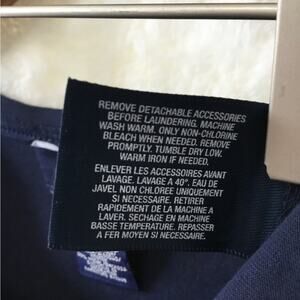 REMOVE DETACHABLE ACCESSORIES
BEFORE LAUNDERING. MACHINE
WASH WARM. ONLY NON-CHLORINE
BLEACH WHEN NEEDED. REMOVE
PROMPTLY. TUMBLE DRY LOW.
WARM IRON IF NEEDED.
ENLEVER LES ACCESSOIRES AVANT
LAVAGE. LAVAGE A 40°. EAU DE
JAVEL NON CHLOREE UNIQUEMENT
SI NECESSAIRE. RETIRER
RAPIDEMENT DE LA MACHINE A
LAVER. SECHAGE EN MACHINE
BASSE TEMPERATURE. REPASSER
A FER MOYEN SI NECESSAIRE.